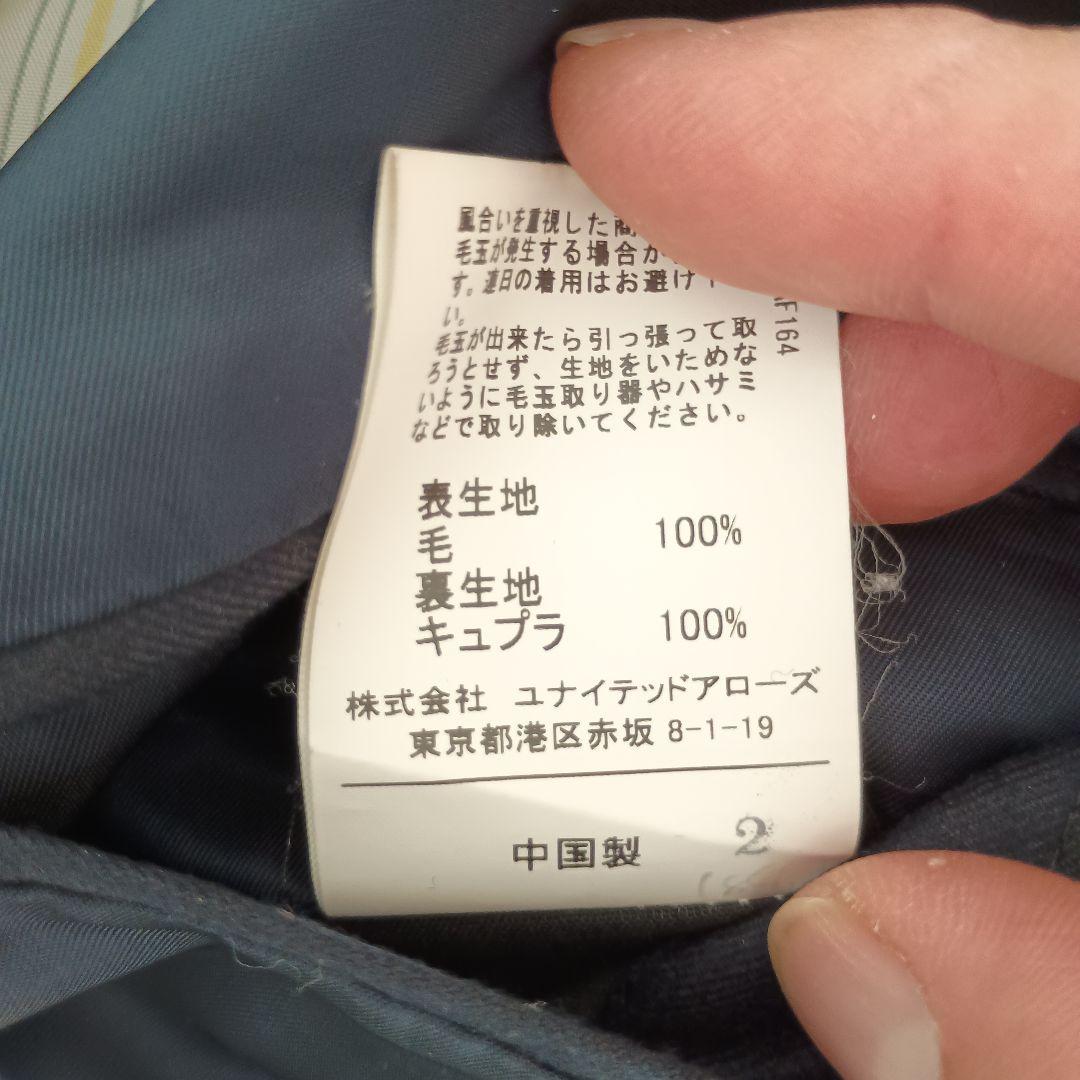 風合いを重視した商
毛玉が発生する場合が
す。連日の着用はお避け
い。
毛玉が出来たら引っ張って取
ろうとせず、生地をいためな
いように毛玉取り器やハサミ
などで取り除いてください。
F164
表生地
毛 100%
裏生地
キュプラ 100%
株式会社 ユナイテッドアローズ
東京都港区赤坂 8-1-19
中国製 2